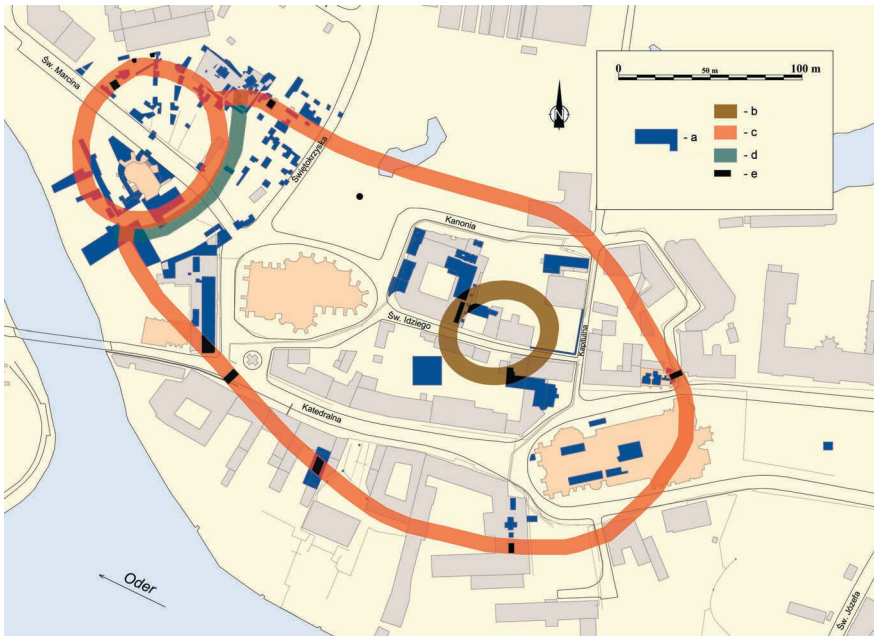 Św. Marcina
Świętokrzyska
0 50 m 100 m
N
- a
- b
- c
- d
- e
Kanonia
Św. Idziego
Kapitulna
Katedralna
Oder
Św. Józefa